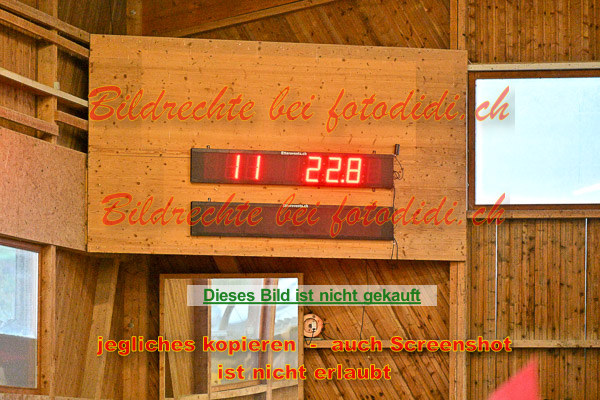 Bildrechte bei fotodidi.ch
11 22.8
Bildrechte bei fotodidi.ch
Dieses Bild ist nicht gekauft
jegliches kopieren - auch Screenshot
ist nicht erlaubt